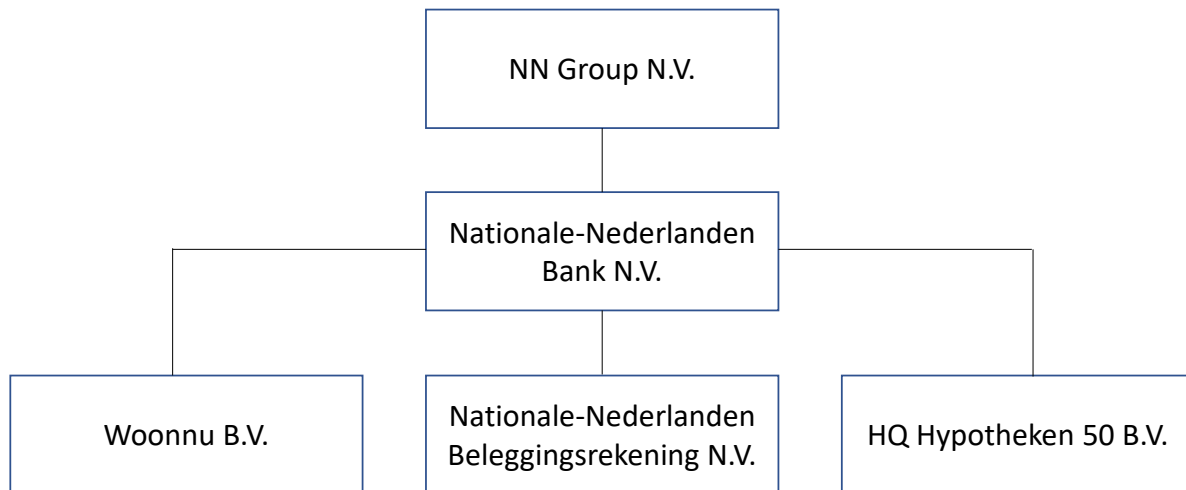 NN Group N.V.
Nationale-Nederlanden
Bank N.V.
Woonnu B.V.
Nationale-Nederlanden
Beleggingsrekening N.V.
HQ Hypotheken 50 B.V.